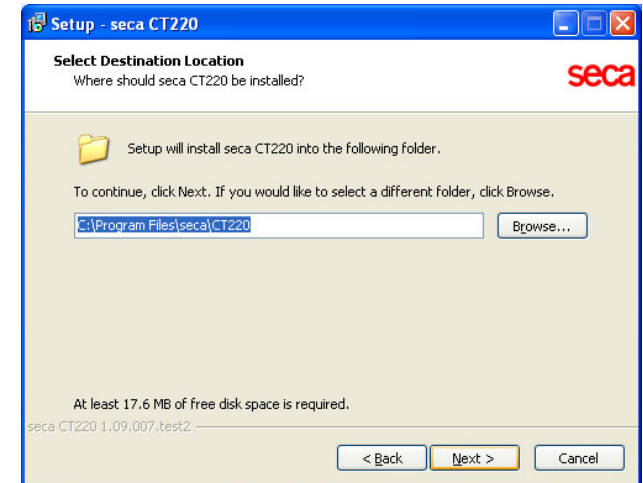 Setup - seca CT220
Select Destination Location
Where should seca CT220 be installed?
seca
Setup will install seca CT220 into the following folder.
To continue, click Next. If you would like to select a different folder, click Browse.
C:\Program Files\seca\CT220
Browse...
At least 17.6 MB of free disk space is required.
seca CT220 1.09.007.test2
< Back
Next >
Cancel